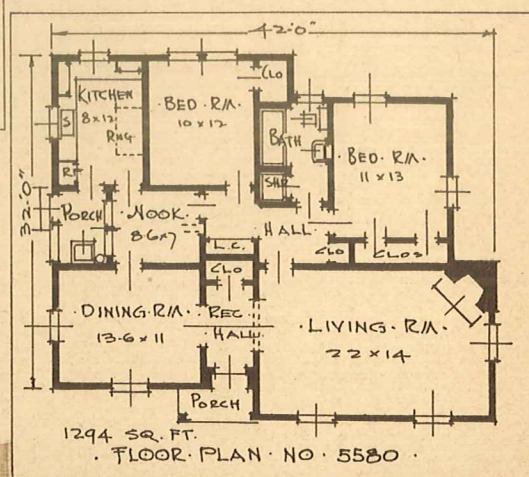 42'-0"
32'-0"
KITCHEN
8x12
RNG
S
RF
BED·RM·
10x12
CLO
BATH
SHR
BED·RM·
11x13
PORCH
NOOK
8-6x7
HALL
L.C.
CLO
CLO
CLOS
·DINING·RM·
13-6x11
REC
·HALL
·LIVING·RM·
22x14
PORCH
1294 SQ. FT.
·FLOOR·PLAN·NO·5580·